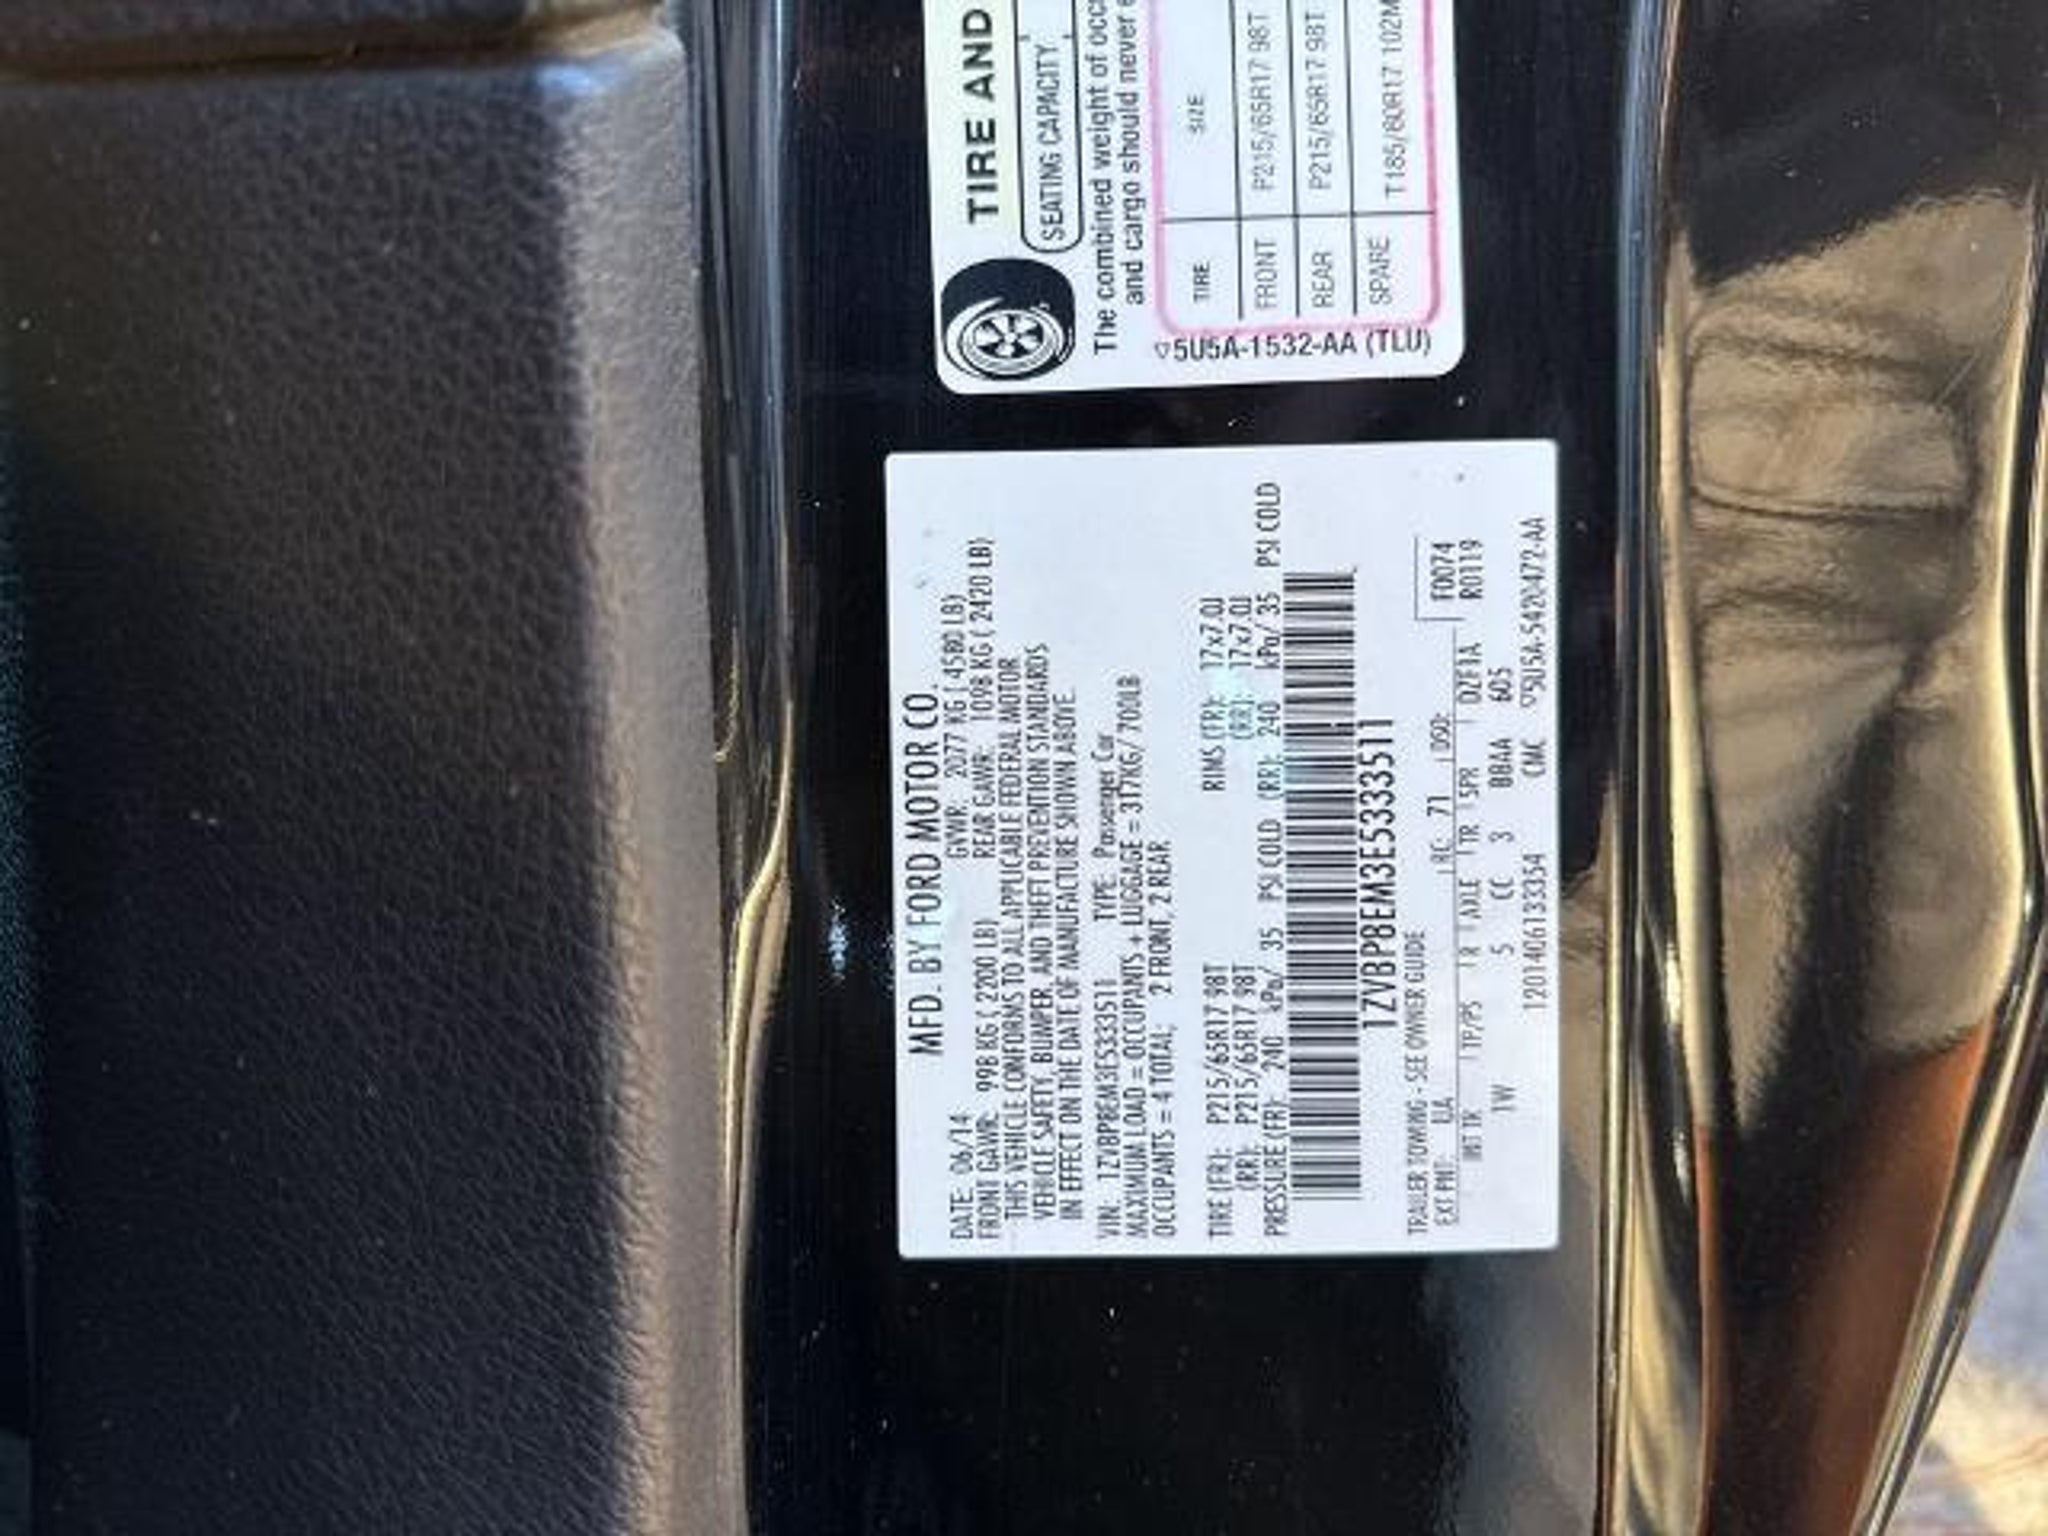 MFD. BY FORD MOTOR CO.
DATE: 06/14 GVWR: 2077 KG ( 4580 LB)
FRONT GAWR: 998 KG ( 2200 LB) REAR GAWR: 1098 KG ( 2420 LB)
THIS VEHICLE CONFORMS TO ALL APPLICABLE FEDERAL MOTOR
VEHICLE SAFETY, BUMPER, AND THEFT PREVENTION STANDARDS
IN EFFECT ON THE DATE OF MANUFACTURE SHOWN ABOVE.
VIN: 1ZVBP8EM3E5333511 TYPE: Passenger Car
MAXIMUM LOAD = OCCUPANTS + LUGGAGE = 317KG/ 700LB
OCCUPANTS = 4 TOTAL; 2 FRONT, 2 REAR
TIRE (FR): P215/65R17 98T RIMS (FR): 17x7.0J
(RR): P215/65R17 98T (RR): 17x7.0J
PRESSURE (FR): 240 kPa/ 35 PSI COLD (RR): 240 kPa/ 35 PSI COLD
1ZVBP8EM3E5333511
TRAILER TOWING - SEE OWNER GUIDE
EXT PNT: UA RC: 71 DSO: F0074
INT TR TP/PS R AXLE TR SPR DZF1A R0119
1W 5 CC 3 BBAA 605
1201406133354 CMC ▽5U5A-5420472-AA
TIRE AND
SEATING CAPACITY
The combined weight of occ
and cargo should never e
TIRE SIZE
FRONT P215/65R17 98T
REAR P215/65R17 98T
SPARE T185/60R17 102M
▽5U5A-1532-AA (TLU)